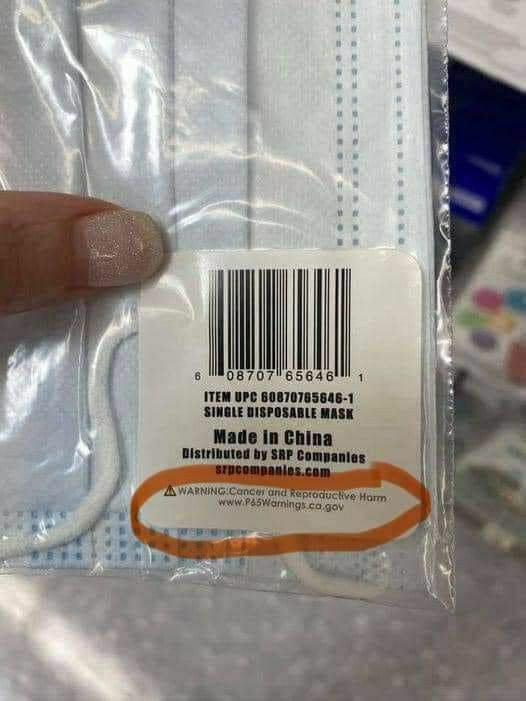 6 08707 65646 1
ITEM UPC 60870765646-1
SINGLE DISPOSABLE MASK
Made in China
Distributed by SRP Companies
srpcompanies.com
WARNING:Cancer and Reproductive Harm
www.P65Warnings.ca.gov